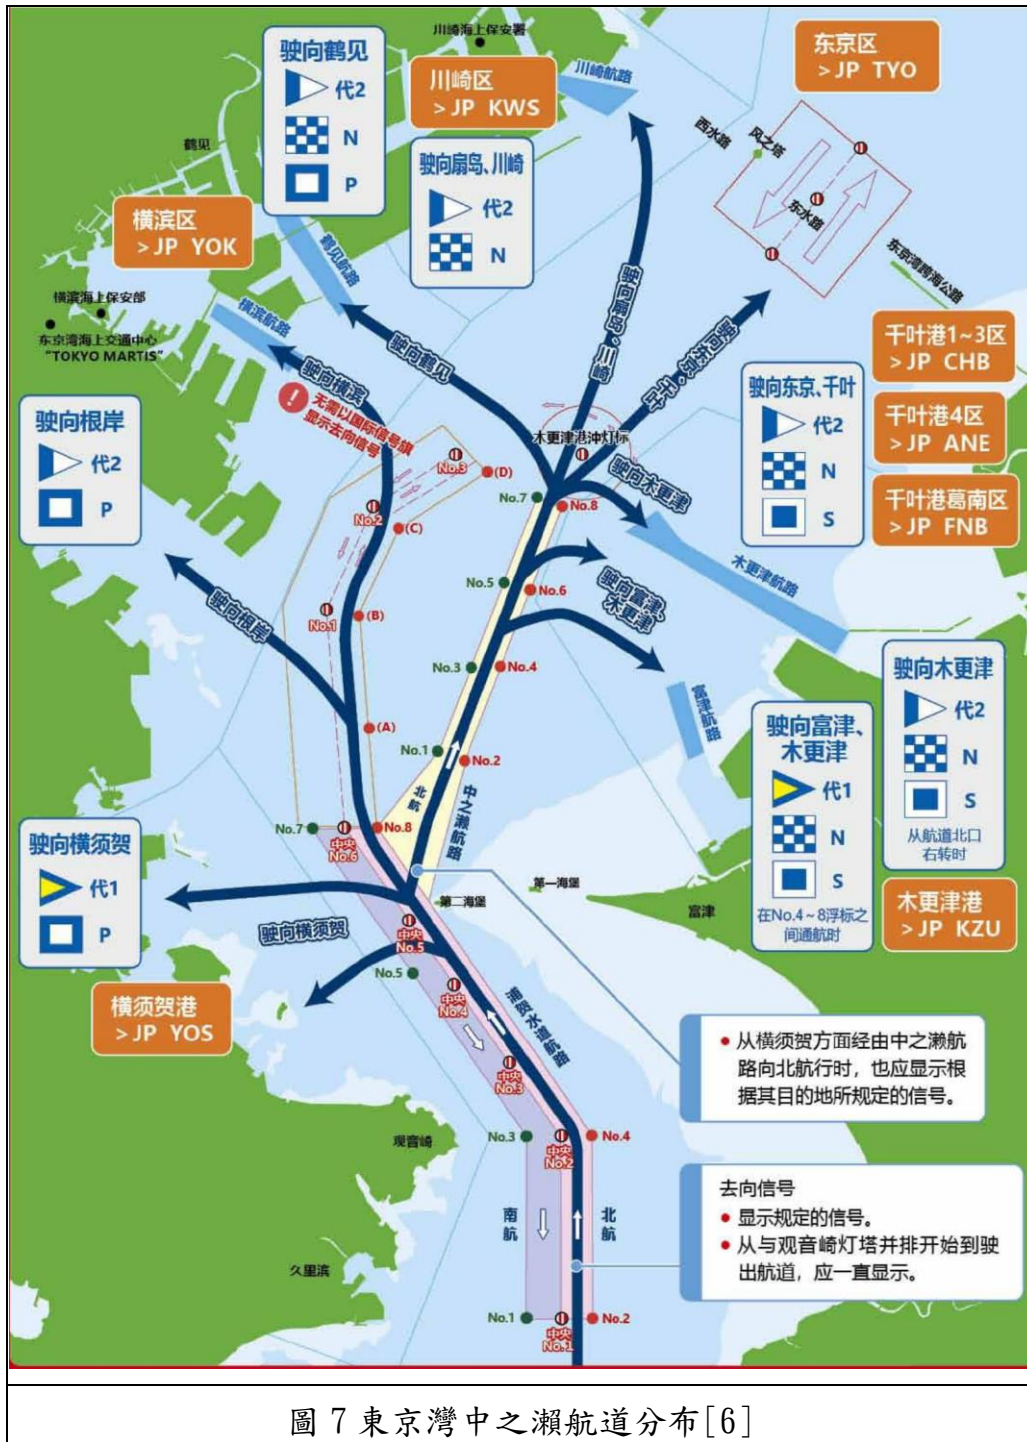 川崎海上保安署
驶向鹤见
代2
N
P
川崎区
> JP KWS
川崎航路
东京区
> JP TYO
西水路
风之塔
东水路
东京湾跨海公路
鹤见
驶向扇岛、川崎
代2
N
横滨区
> JP YOK
鹤见航路
横滨航路
横滨海上保安部
东京湾海上交通中心
"TOKYO MARTIS"
驶向横滨
驶向鹤见
驶向扇岛、川崎
驶向东京、千叶
千叶港1~3区
> JP CHB
千叶港4区
> JP ANE
千叶港葛南区
> JP FNB
驶向东京、千叶
代2
N
S
!
无需以国际信号旗
显示去向信号
驶向根岸
代2
P
木更津港冲灯标
No.3
(D)
No.7
No.8
驶向木更津
No.2
(C)
木更津航路
No.5
No.6
驶向富津、
木更津
驶向根岸
No.1
(B)
No.3
No.4
富津航路
驶向木更津
代2
N
S
从航道北口
右转时
驶向富津、
木更津
代1
N
S
在No.4~8浮标之
间通航时
(A)
No.1
No.2
北航
中之濑航路
No.7
中央
No.6
No.8
驶向横须贺
代1
P
第一海堡
第二海堡
富津
木更津港
> JP KZU
驶向横须贺
中央
No.5
No.5
中央
No.4
浦贺水道航路
横须贺港
> JP YOS
中央
No.3
从横须贺方面经由中之濑航
路向北航行时，也应显示根
据其目的地所规定的信号。
观音崎
No.3
中央
No.2
No.4
去向信号
显示规定的信号。
从与观音崎灯塔并排开始到驶
出航道，应一直显示。
南航
北航
久里滨
No.1
中央
No.1
No.2
圖 7 東京灣中之瀨航道分布[6]